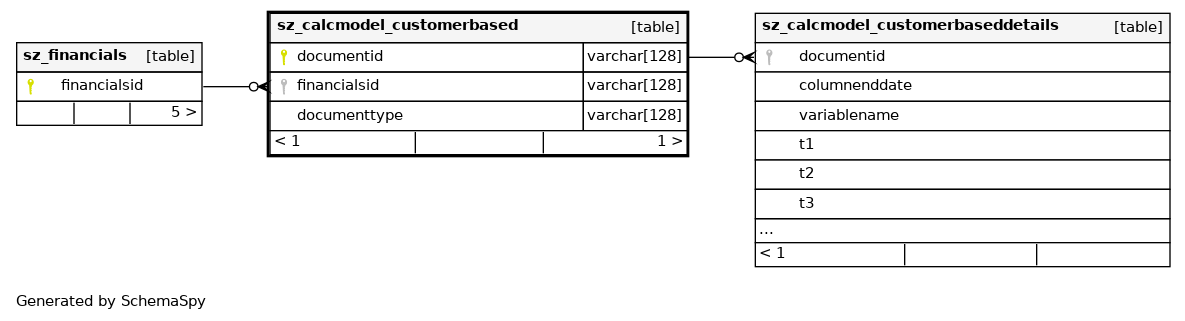 sz_financials [table]
financialsid
5 >
sz_calcmodel_customerbased [table]
documentid varchar[128]
financialsid varchar[128]
documenttype varchar[128]
< 1 1 >
sz_calcmodel_customerbaseddetails [table]
documentid
columnenddate
variablename
t1
t2
t3
...
< 1
Generated by SchemaSpy